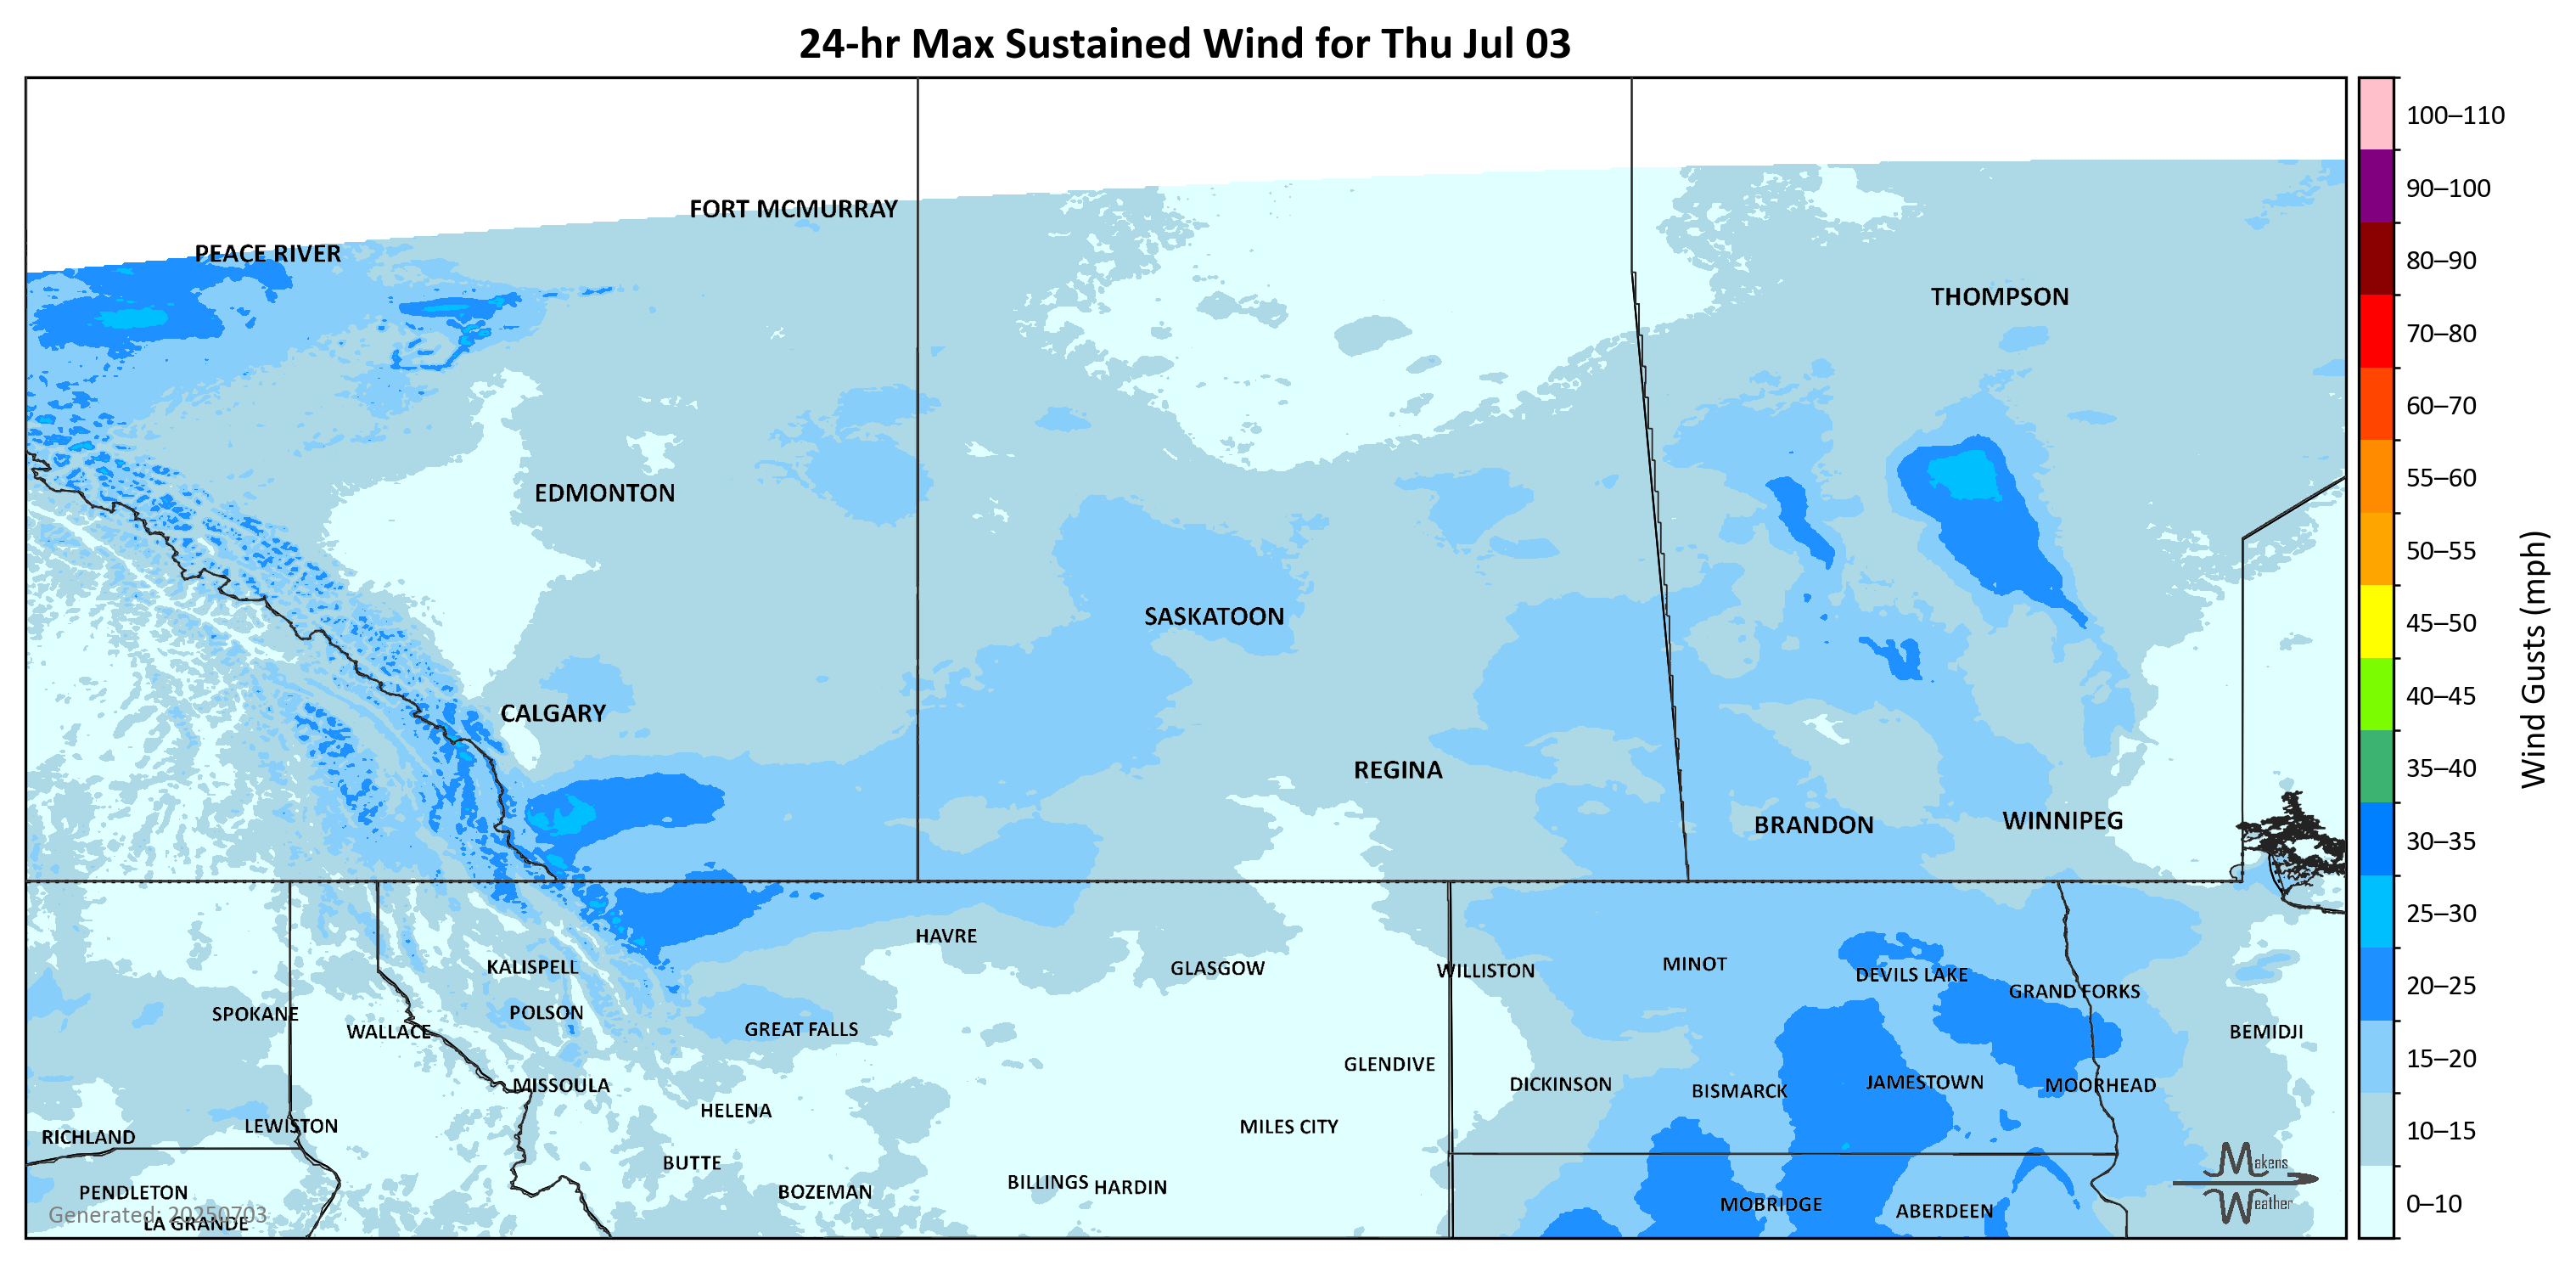 24-hr Max Sustained Wind for Thu Jul 03
100–110
90–100
80–90
70–80
60–70
55–60
50–55
45–50
40–45
35–40
30–35
25–30
20–25
15–20
10–15
0–10
Wind Gusts (mph)
FORT MCMURRAY
PEACE RIVER
THOMPSON
EDMONTON
SASKATOON
CALGARY
REGINA
BRANDON
WINNIPEG
HAVRE
KALISPELL
GLASGOW
WILLISTON
MINOT
DEVILS LAKE
GRAND FORKS
SPOKANE
POLSON
WALLACE
GREAT FALLS
BEMIDJI
GLENDIVE
MISSOULA
DICKINSON
BISMARCK
JAMESTOWN
MOORHEAD
HELENA
LEWISTON
MILES CITY
RICHLAND
BUTTE
PENDLETON
BOZEMAN
BILLINGS
HARDIN
MOBRIDGE
ABERDEEN
LA GRANDE
Generated: 20250703
Makens
Weather